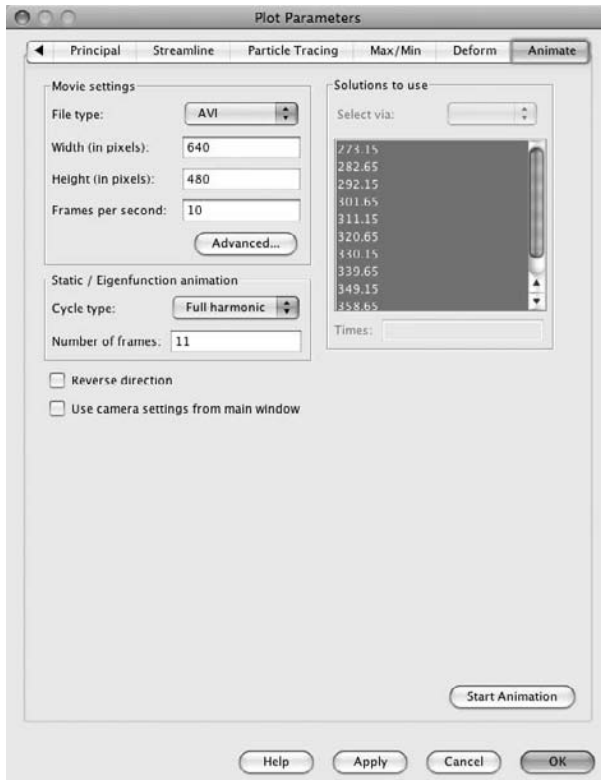 Plot Parameters
Principal Streamline Particle Tracing Max/Min Deform Animate
Movie settings
File type: AVI
Width (in pixels): 640
Height (in pixels): 480
Frames per second: 10
Advanced...
Static / Eigenfunction animation
Cycle type: Full harmonic
Number of frames: 11
Reverse direction
Use camera settings from main window
Solutions to use
Select via:
273.15
282.65
292.15
301.65
311.15
320.65
330.15
339.65
349.15
358.65
Times:
Start Animation
Help Apply Cancel OK